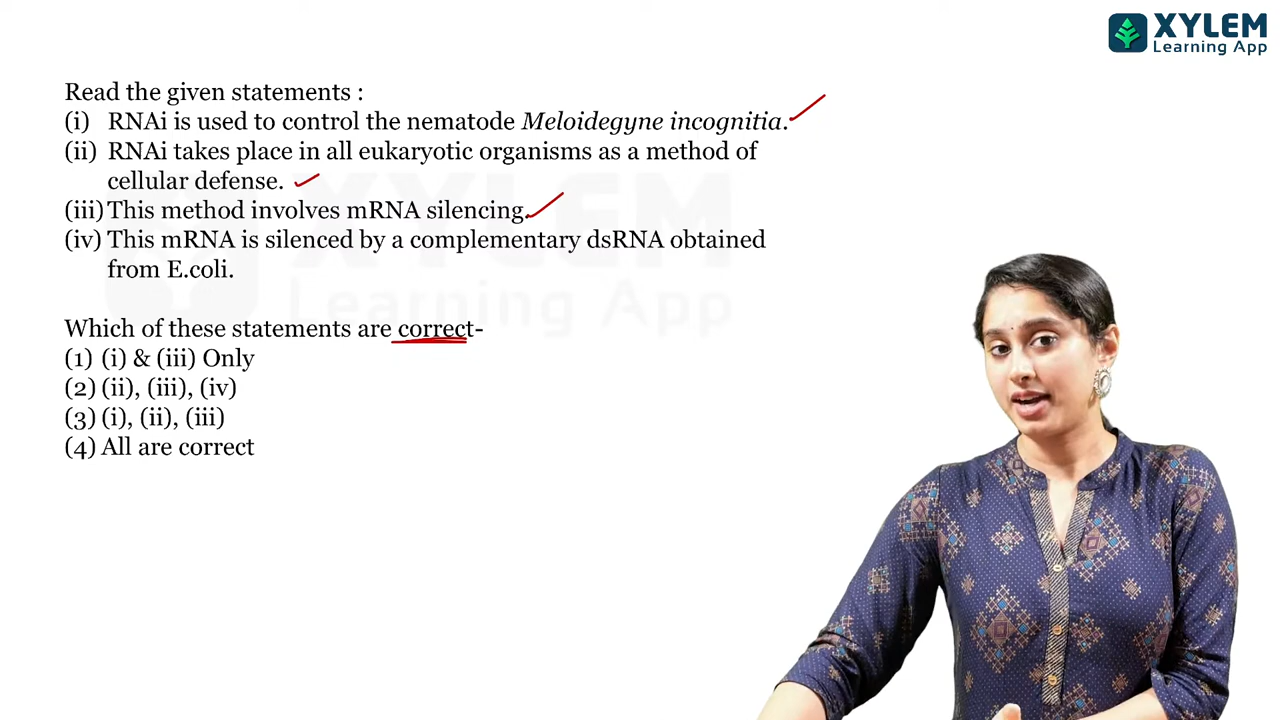 XYLEM
Learning App
Read the given statements :
(i) RNAi is used to control the nematode Meloidegyne incognitia.
(ii) RNAi takes place in all eukaryotic organisms as a method of
cellular defense.
(iii) This method involves mRNA silencing.
(iv) This mRNA is silenced by a complementary dsRNA obtained
from E.coli.
XYLEM
Learning App
Which of these statements are correct-
(1) (i) & (iii) Only
(2) (ii), (iii), (iv)
(3) (i), (ii), (iii)
(4) All are correct